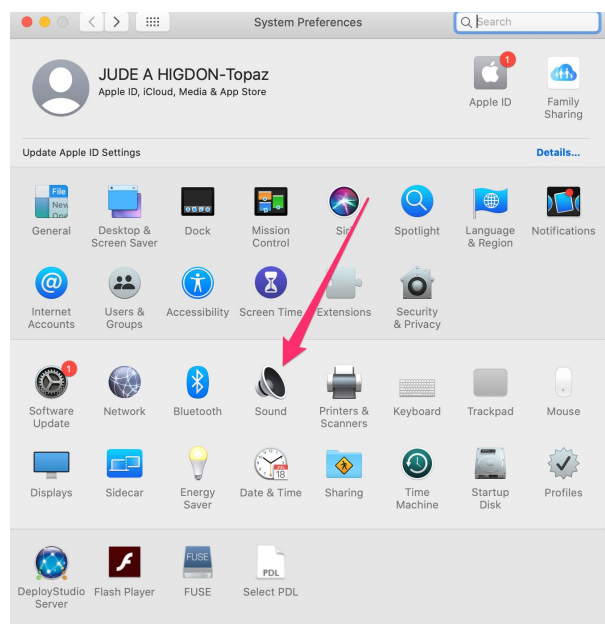 System Preferences
Search
JUDE A HIGDON-Topaz
Apple ID, iCloud, Media & App Store
1
Apple ID
Family
Sharing
Update Apple ID Settings
Details...
File
New
General
Desktop &
Screen Saver
Dock
Mission
Control
Siri
Spotlight
Language
& Region
Notifications
Internet
Accounts
Users &
Groups
Accessibility
Screen Time
Extensions
Security
& Privacy
1
Software
Update
Network
Bluetooth
Sound
Printers &
Scanners
Keyboard
Trackpad
Mouse
Displays
Sidecar
Energy
Saver
JUL
18
Date & Time
Sharing
Time
Machine
Startup
Disk
Profiles
DeployStudio
Server
Flash Player
FUSE
FUSE
PDL
Select PDL